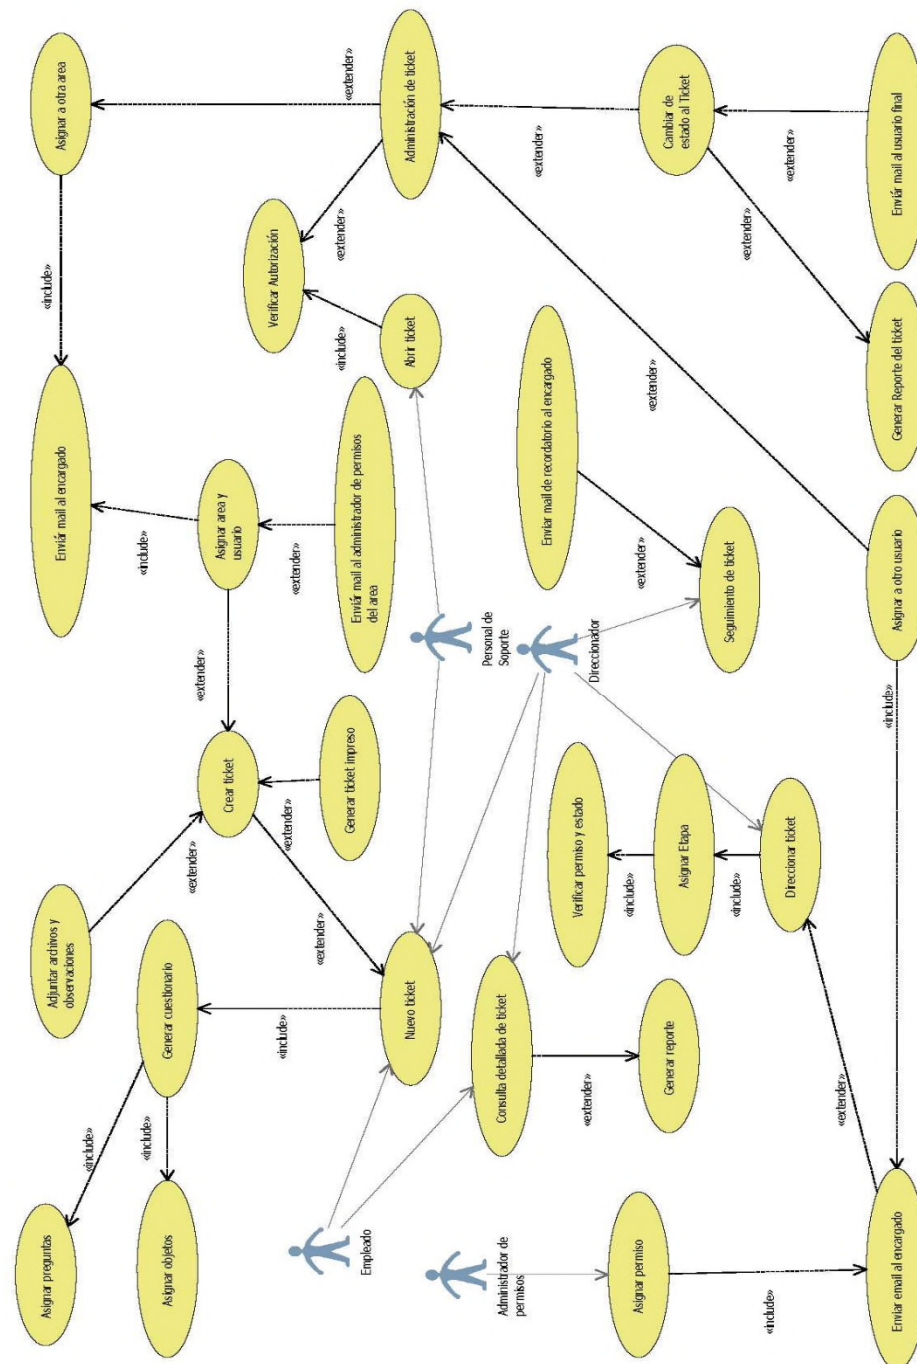 Asignar preguntas
Adjuntar archivos y
observaciones
«include»
Enviár mail al encargado
«include»
Asignar a otra area
Asignar objetos
«include»
Generar cuestionario
«extender»
«include»
Crear ticket
«extender»
Asignar area y
usuario
«include»
«extender»
«extender»
«extender»
Verificar Autorización
«include»
«extender»
«extender»
Generar ticket impreso
Enviár mail al administrador de permisos
del area
Empleado
Nuevo ticket
Abrir ticket
Administración de ticket
Personal de
Soporte
Administrador de
permisos
Consulta detallada de ticket
Enviar mail de recordatorio al encargado
«extender»
Verificar permiso y estado
Direccionador
«extender»
«include»
«extender»
«extender»
Asignar permiso
Generar reporte
Asignar Etapa
Cambiar de
estado al Ticket
«include»
Seguimiento de ticket
«extender»
«include»
Direccionar ticket
«extender»
«extender»
«include»
Enviar email al encargado
Asignar a otro usuario
Generar Reporte del ticket
Enviár mail al usuario final